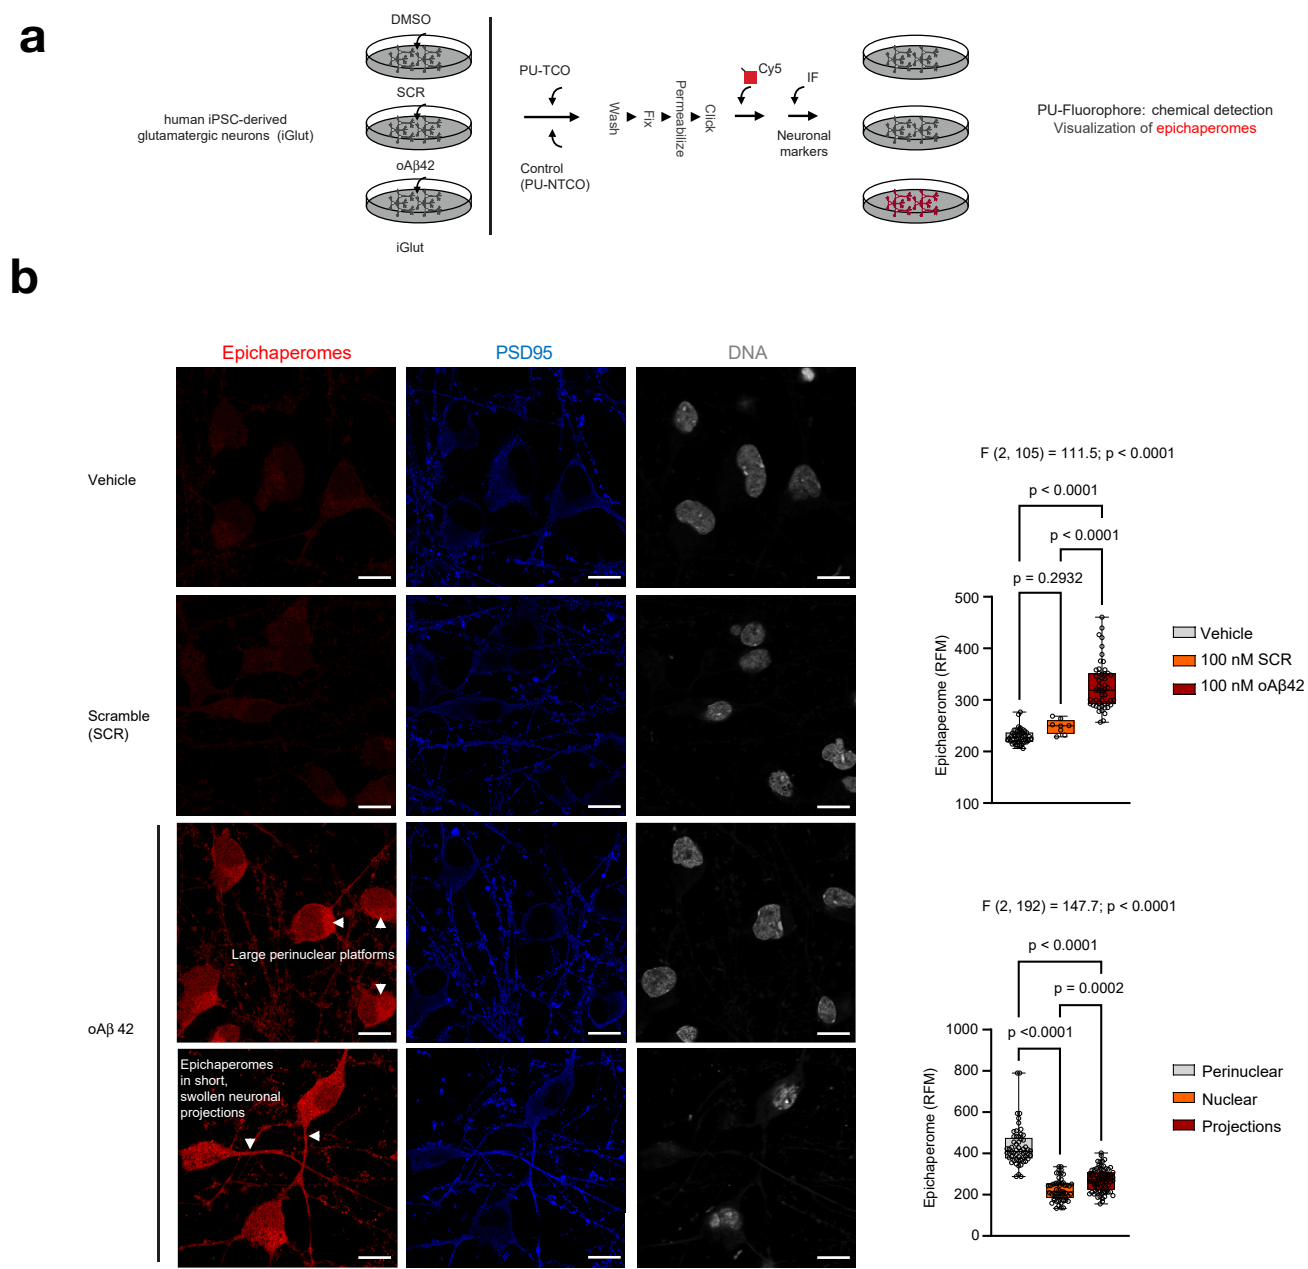 a
DMSO
SCR
oAβ42
iGlut
human iPSC-derived
glutamatergic neurons (iGlut)
PU-TCO
Control
(PU-NTCO)
Wash
Fix
Permeabilize
Click
Cy5
IF
Neuronal
markers
PU-Fluorophore: chemical detection
Visualization of epichaperomes
b
Epichaperomes
PSD95
DNA
Vehicle
Scramble
(SCR)
oAβ 42
Large perinuclear platforms
Epichaperomes
in short,
swollen neuronal
projections
F (2, 105) = 111.5; p < 0.0001
p < 0.0001
p < 0.0001
p = 0.2932
500
400
300
200
100
Epichaperome (RFM)
Vehicle
100 nM SCR
100 nM oAβ42
F (2, 192) = 147.7; p < 0.0001
p < 0.0001
p = 0.0002
p <0.0001
1000
800
600
400
200
0
Epichaperome (RFM)
Perinuclear
Nuclear
Projections